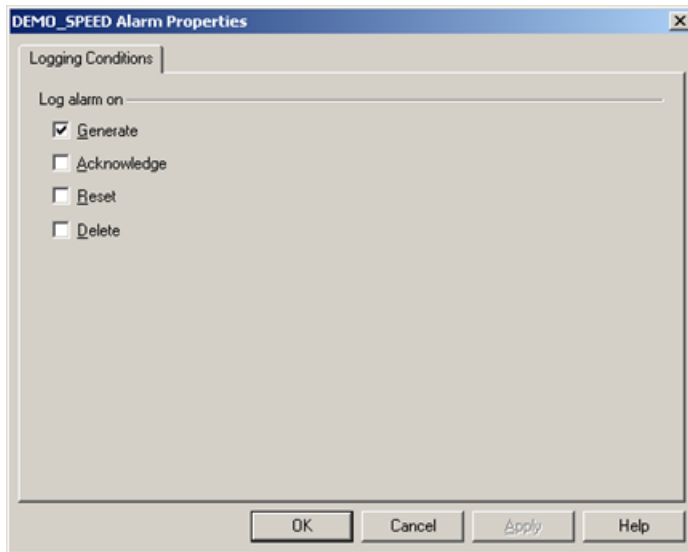 DEMO_SPEED Alarm Properties
Logging Conditions
Log alarm on
Generate
Acknowledge
Reset
Delete
OK Cancel Apply Help